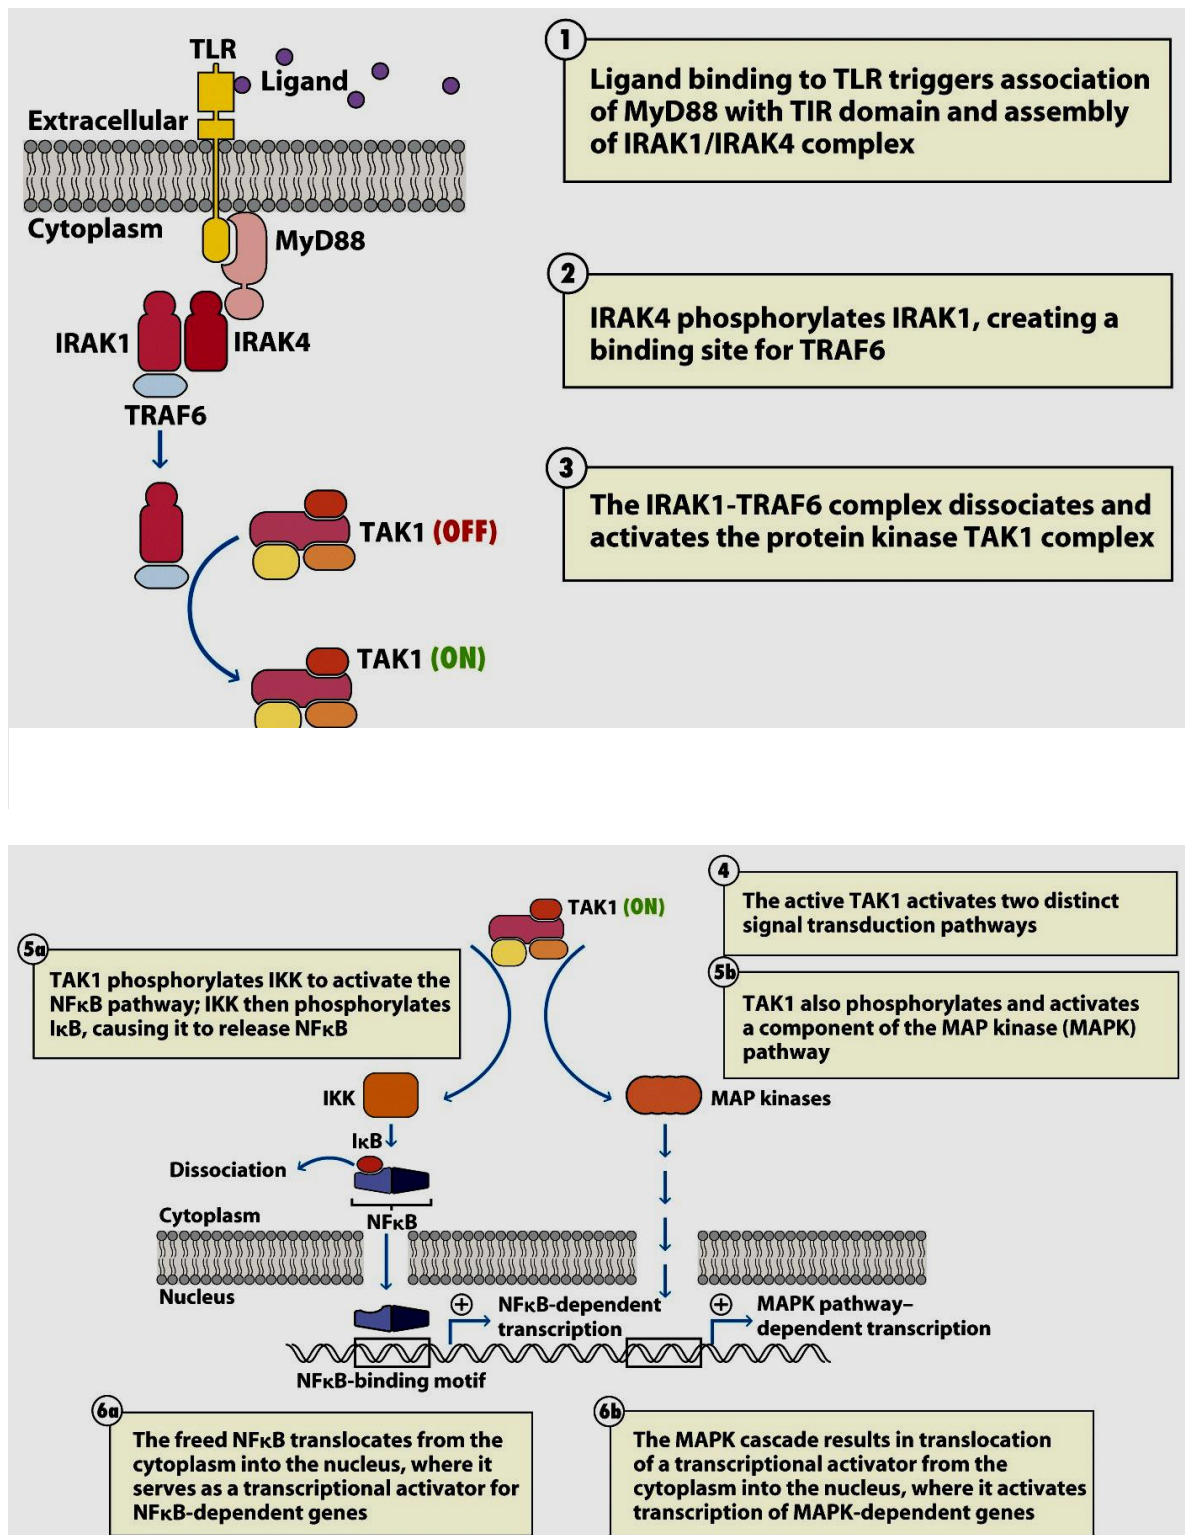 TLR
Ligand
Extracellular
Cytoplasm
MyD88
IRAK1
IRAK4
TRAF6
TAK1 (OFF)
TAK1 (ON)
1
Ligand binding to TLR triggers association
of MyD88 with TIR domain and assembly
of IRAK1/IRAK4 complex
2
IRAK4 phosphorylates IRAK1, creating a
binding site for TRAF6
3
The IRAK1-TRAF6 complex dissociates and
activates the protein kinase TAK1 complex
TAK1 (ON)
4
The active TAK1 activates two distinct
signal transduction pathways
5a
TAK1 phosphorylates IKK to activate the
NFκB pathway; IKK then phosphorylates
IκB, causing it to release NFκB
5b
TAK1 also phosphorylates and activates
a component of the MAP kinase (MAPK)
pathway
IKK
MAP kinases
IκB
Dissociation
NFκB
Cytoplasm
Nucleus
+
NFκB-dependent
transcription
+
MAPK pathway–
dependent transcription
NFκB-binding motif
6a
The freed NFκB translocates from the
cytoplasm into the nucleus, where it
serves as a transcriptional activator for
NFκB-dependent genes
6b
The MAPK cascade results in translocation
of a transcriptional activator from the
cytoplasm into the nucleus, where it activates
transcription of MAPK-dependent genes